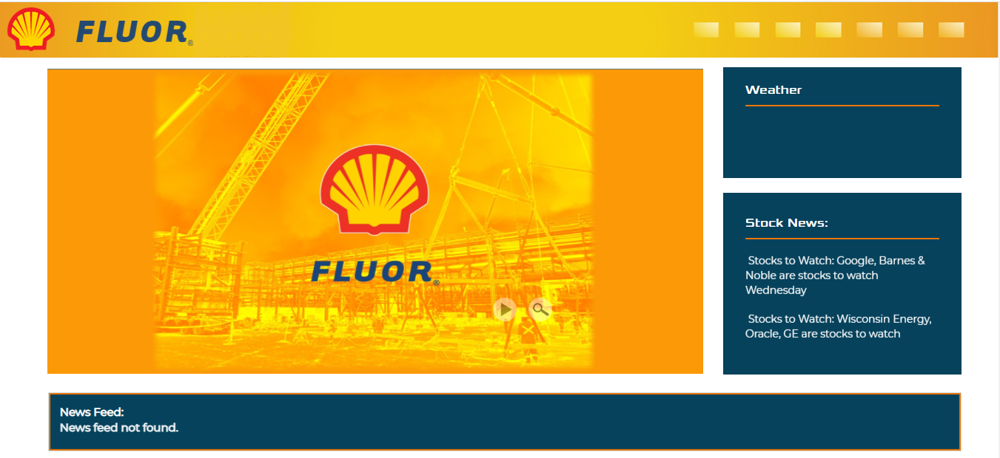 FLUOR®
Weather
FLUOR®
Stock News:
Stocks to Watch: Google, Barnes &
Noble are stocks to watch
Wednesday
Stocks to Watch: Wisconsin Energy,
Oracle, GE are stocks to watch
News Feed:
News feed not found.